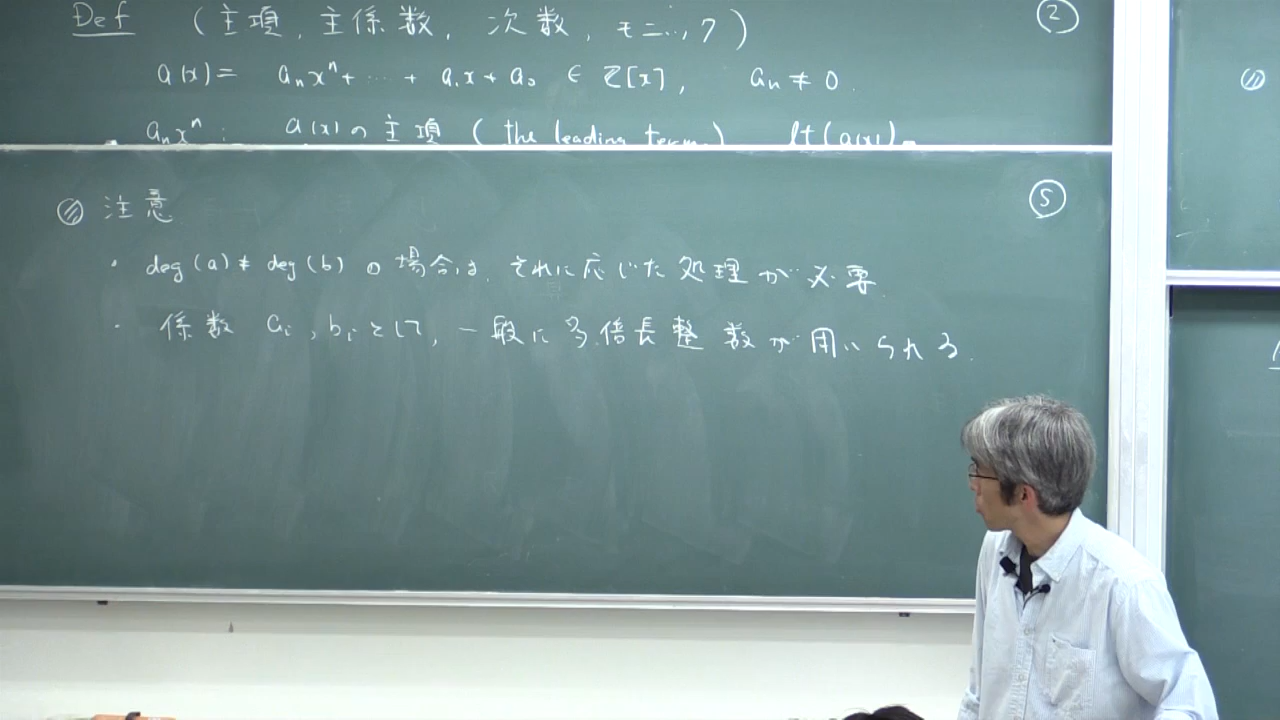 Def (主項, 主係数, 次数, モニック) ②
a(x) = aₙxⁿ + … + a₁x + a₀ ∈ ℤ[x], aₙ ≠ 0.
・ aₙxⁿ : a(x) の主項 (the leading term) lt(a(x))
注意 ⑤
・ deg(a) ≠ deg(b) の場合は, それに応じた処理が必要.
・ 係数 aᵢ, bᵢ として, 一般に多倍長整数が用いられる.